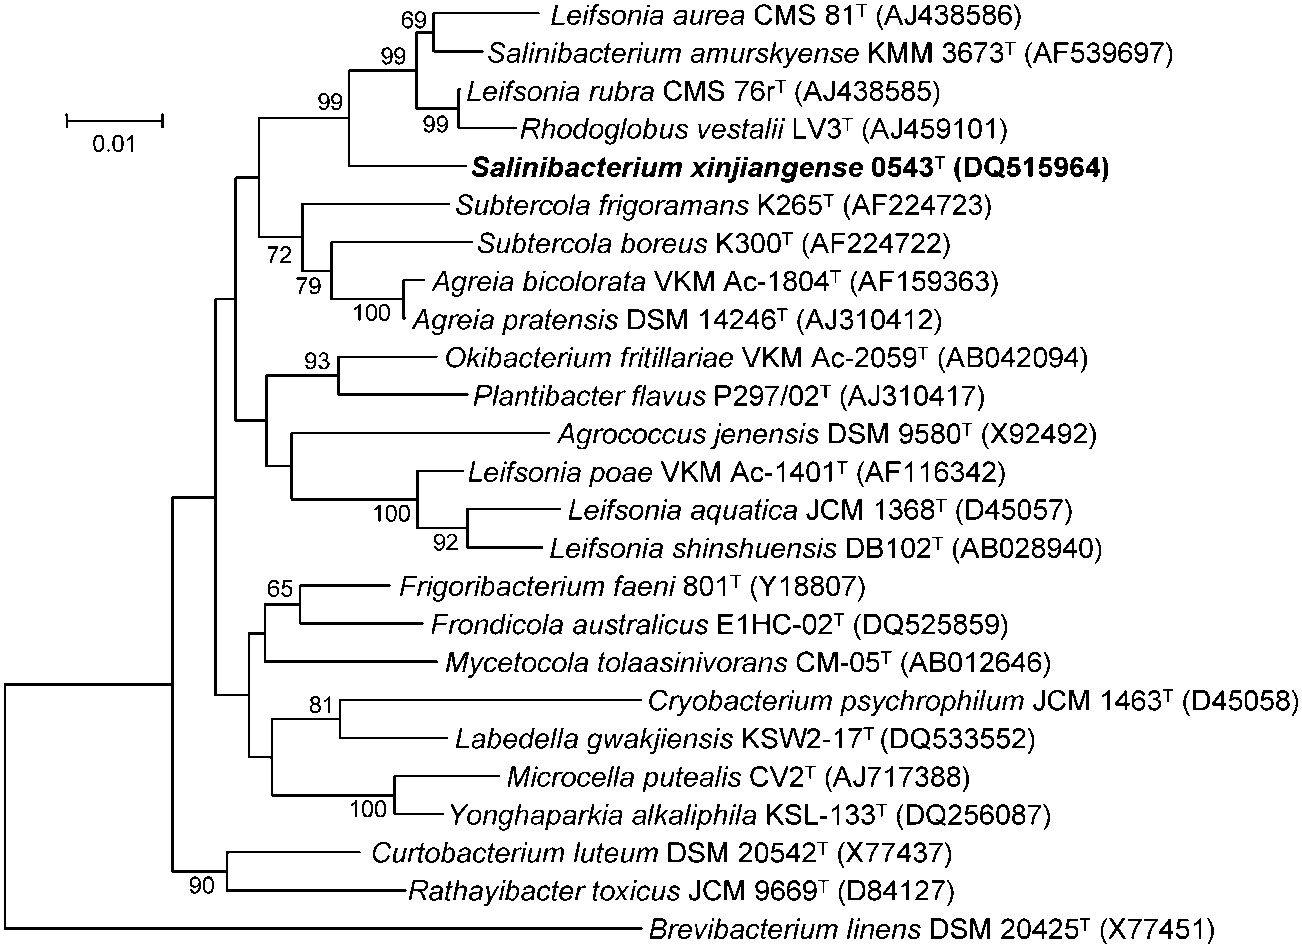 69
Leifsonia aurea CMS 81ᵀ (AJ438586)
99
Salinibacterium amurskyense KMM 3673ᵀ (AF539697)
99
Leifsonia rubra CMS 76rᵀ (AJ438585)
0.01
99
Rhodoglobus vestalii LV3ᵀ (AJ459101)
Salinibacterium xinjiangense 0543ᵀ (DQ515964)
Subtercola frigoramans K265ᵀ (AF224723)
72
Subtercola boreus K300ᵀ (AF224722)
79
Agreia bicolorata VKM Ac-1804ᵀ (AF159363)
100
Agreia pratensis DSM 14246ᵀ (AJ310412)
93
Okibacterium fritillariae VKM Ac-2059ᵀ (AB042094)
Plantibacter flavus P297/02ᵀ (AJ310417)
Agrococcus jenensis DSM 9580ᵀ (X92492)
Leifsonia poae VKM Ac-1401ᵀ (AF116342)
100
Leifsonia aquatica JCM 1368ᵀ (D45057)
92
Leifsonia shinshuensis DB102ᵀ (AB028940)
65
Frigoribacterium faeni 801ᵀ (Y18807)
Frondicola australicus E1HC-02ᵀ (DQ525859)
Mycetocola tolaasinivorans CM-05ᵀ (AB012646)
81
Cryobacterium psychrophilum JCM 1463ᵀ (D45058)
Labedella gwakjiensis KSW2-17ᵀ (DQ533552)
Microcella putealis CV2ᵀ (AJ717388)
100
Yonghaparkia alkaliphila KSL-133ᵀ (DQ256087)
Curtobacterium luteum DSM 20542ᵀ (X77437)
90
Rathayibacter toxicus JCM 9669ᵀ (D84127)
Brevibacterium linens DSM 20425ᵀ (X77451)